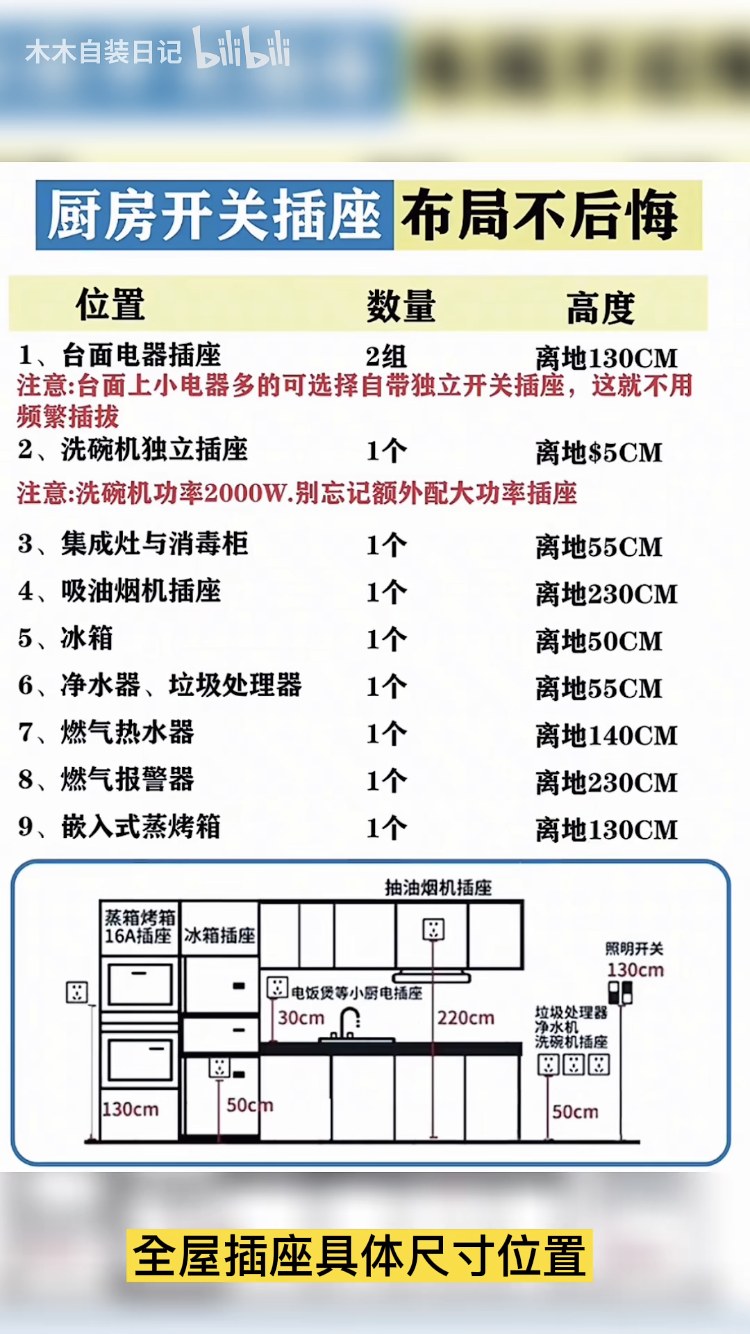 木木自装日记 bilibili
厨房开关插座 布局不后悔
位置 数量 高度
1、台面电器插座 2组 离地130CM
注意:台面上小电器多的可选择自带独立开关插座，这就不用
频繁插拔
2、洗碗机独立插座 1个 离地$5CM
注意:洗碗机功率2000W.别忘记额外配大功率插座
3、集成灶与消毒柜 1个 离地55CM
4、吸油烟机插座 1个 离地230CM
5、冰箱 1个 离地50CM
6、净水器、垃圾处理器 1个 离地55CM
7、燃气热水器 1个 离地140CM
8、燃气报警器 1个 离地230CM
9、嵌入式蒸烤箱 1个 离地130CM
抽油烟机插座
蒸箱烤箱
16A插座
冰箱插座
照明开关
130cm
电饭煲等小厨电插座
30cm
220cm
垃圾处理器
净水机
洗碗机插座
130cm
50cm
50cm
全屋插座具体尺寸位置